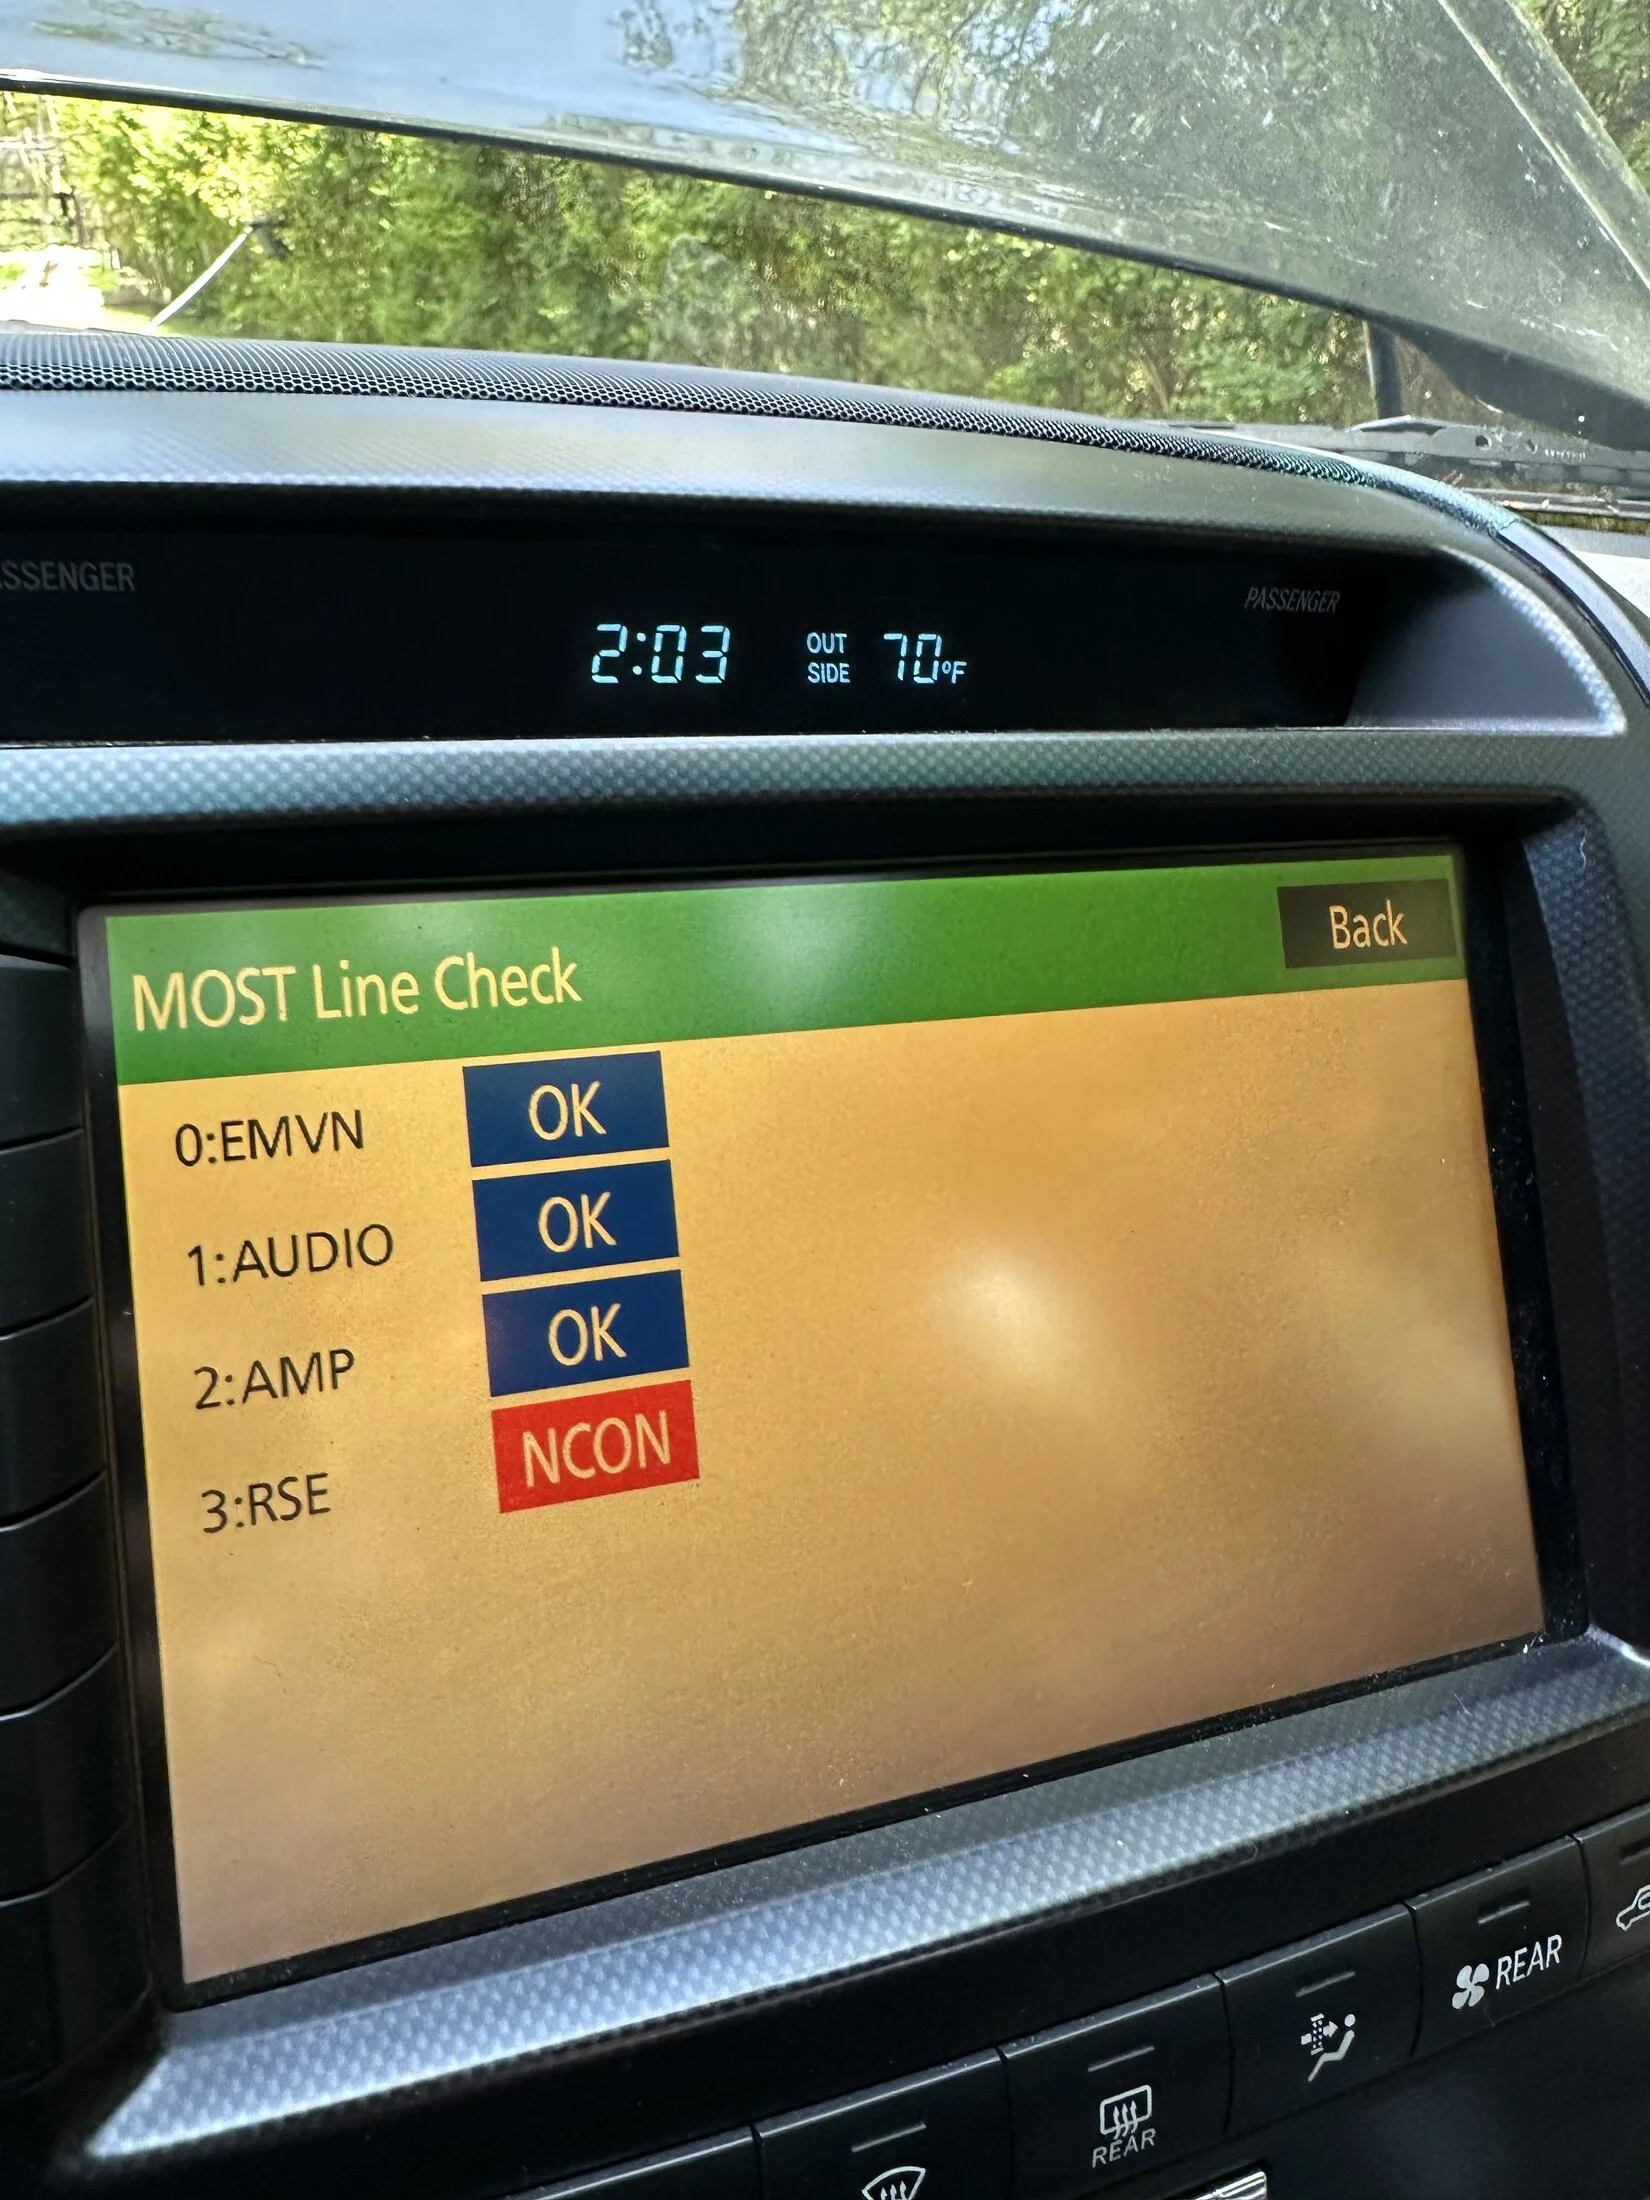 PASSENGER
2:03 OUT SIDE 70°F
Back
MOST Line Check
0:EMVN OK
1:AUDIO OK
2:AMP OK
3:RSE NCON
REAR
REAR